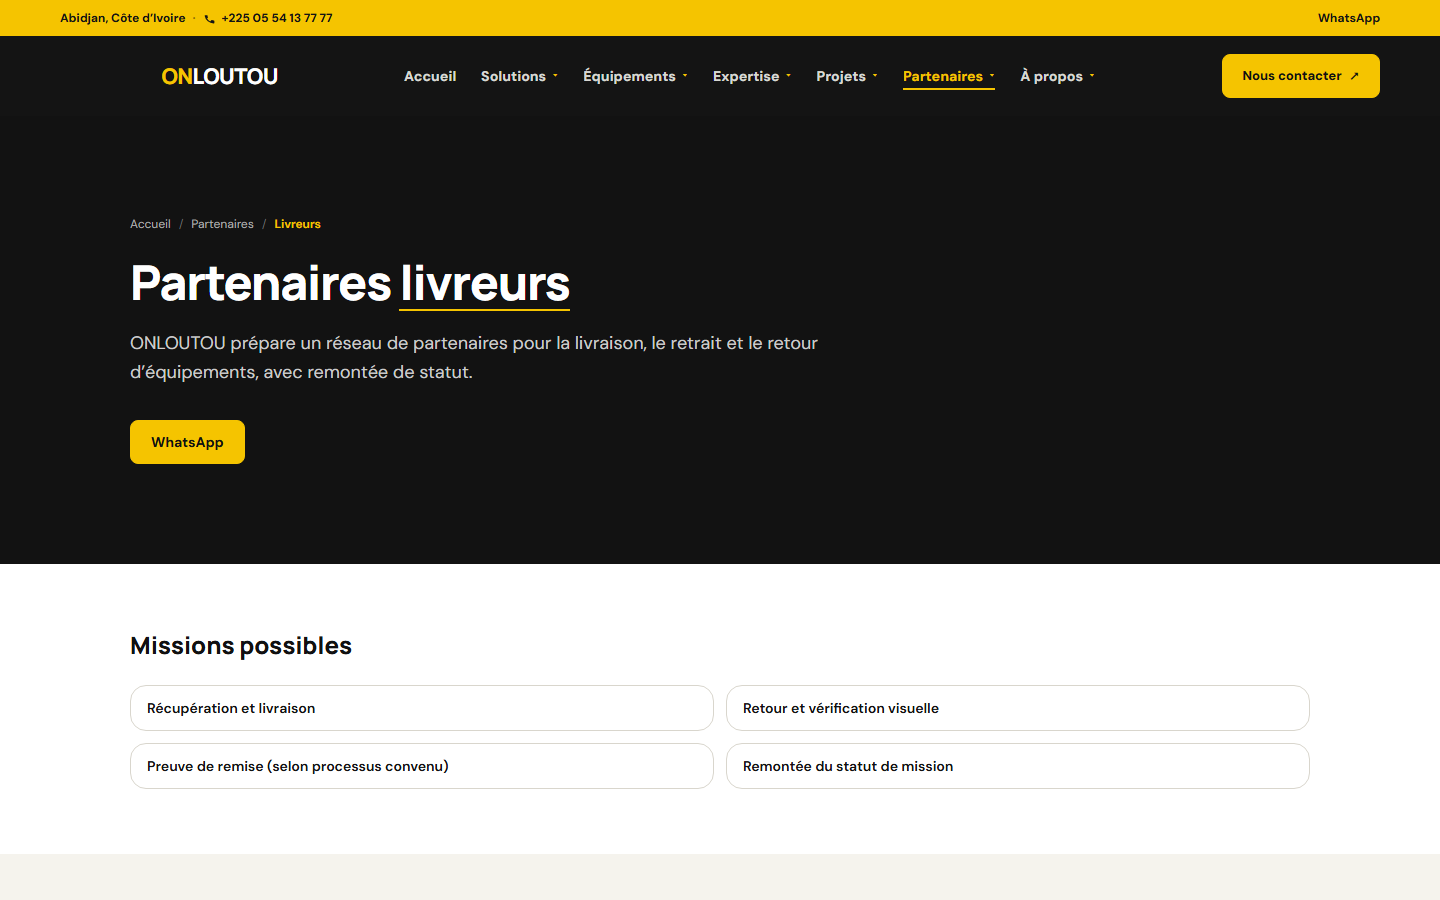 Abidjan, Côte d’Ivoire · +225 05 54 13 77 77
WhatsApp
ONLOUTOU
Accueil Solutions Équipements Expertise Projets Partenaires À propos
Nous contacter ↗
Accueil / Partenaires / Livreurs
Partenaires livreurs
ONLOUTOU prépare un réseau de partenaires pour la livraison, le retrait et le retour
d’équipements, avec remontée de statut.
WhatsApp
Missions possibles
Récupération et livraison
Retour et vérification visuelle
Preuve de remise (selon processus convenu)
Remontée du statut de mission